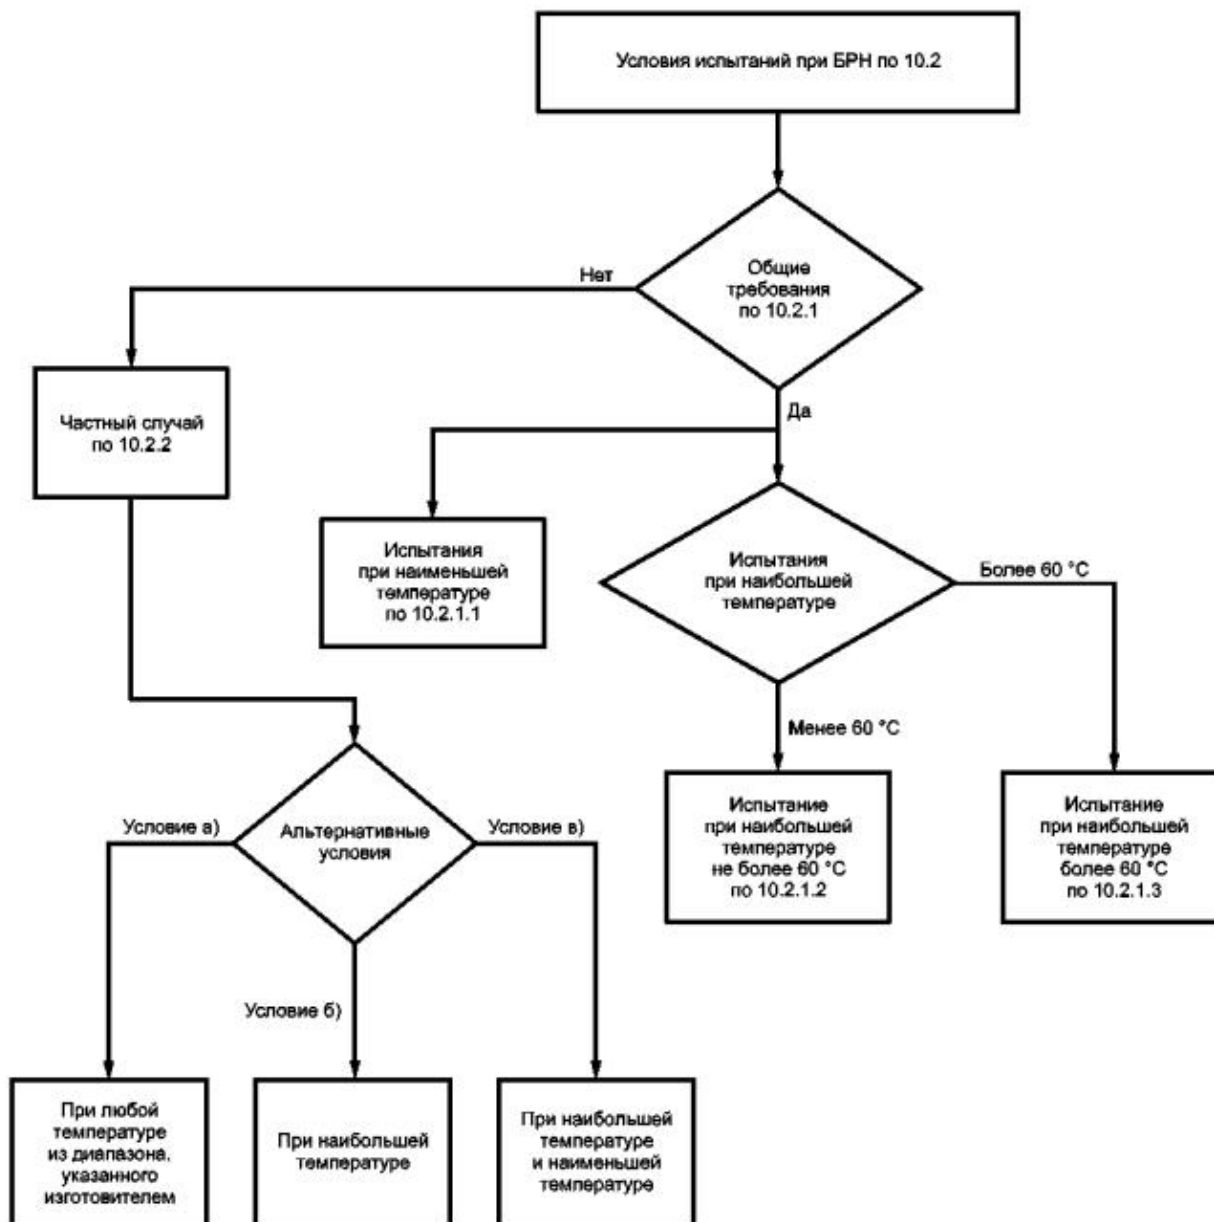 Условия испытаний при БРН по 10.2
Общие
требования
по 10.2.1
Нет
Да
Частный случай
по 10.2.2
Испытания
при наименьшей
температуре
по 10.2.1.1
Испытания
при наибольшей
температуре
Более 60 °С
Менее 60 °С
Испытание
при наибольшей
температуре
не более 60 °С
по 10.2.1.2
Испытание
при наибольшей
температуре
более 60 °С
по 10.2.1.3
Альтернативные
условия
Условие а)
Условие в)
Условие б)
При любой
температуре
из диапазона,
указанного
изготовителем
При наибольшей
температуре
При наибольшей
температуре
и наименьшей
температуре